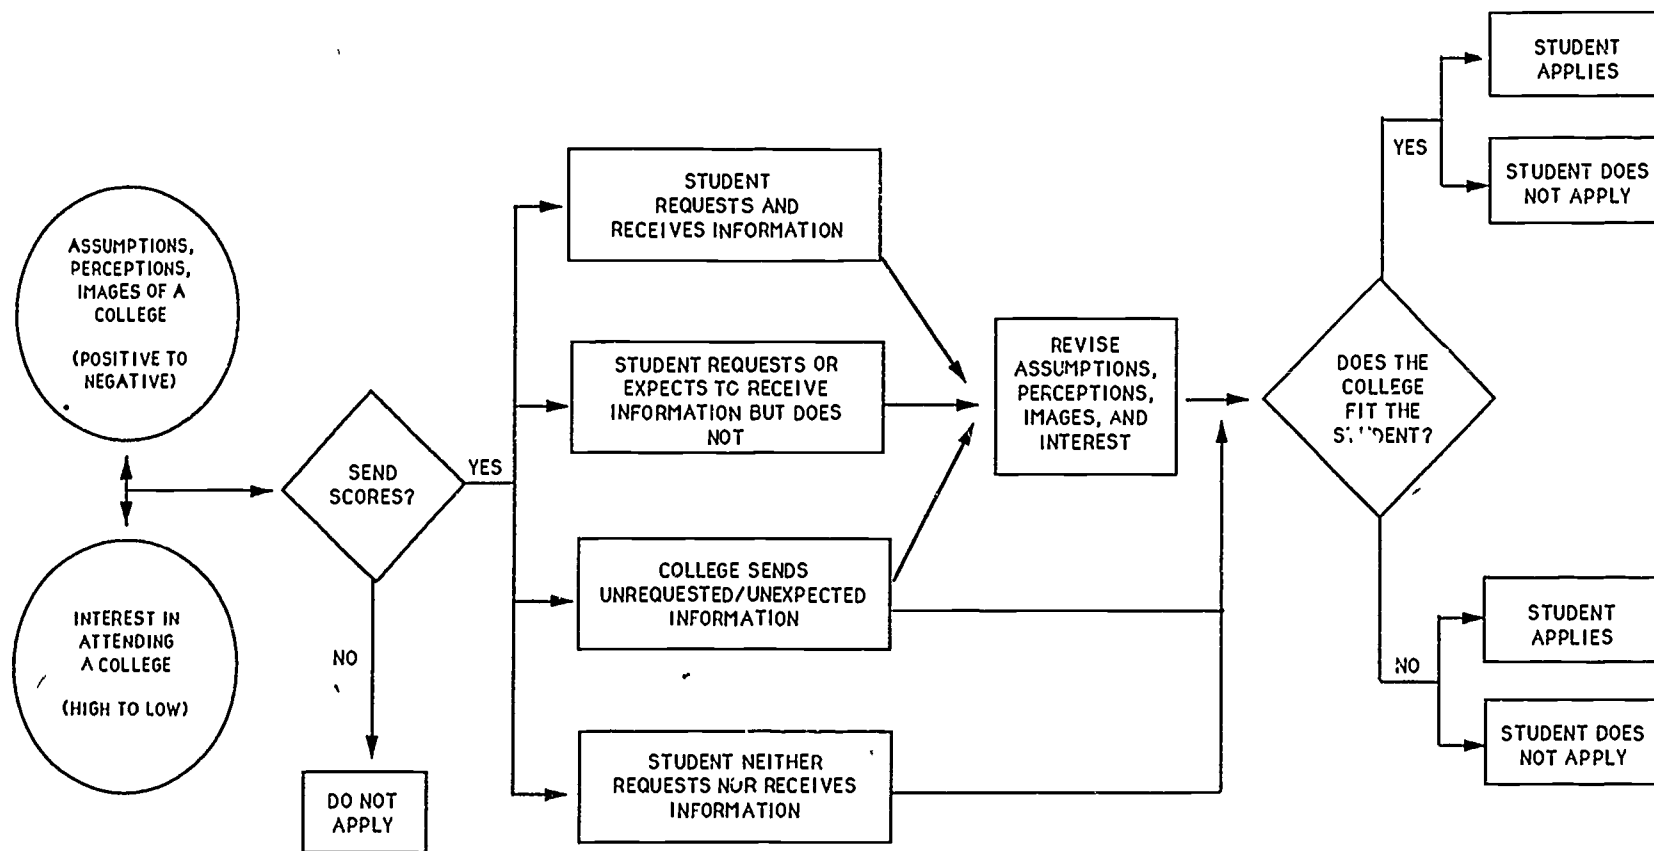 ASSUMPTIONS,
PERCEPTIONS,
IMAGES OF A
COLLEGE
(POSITIVE TO
NEGATIVE)
INTEREST IN
ATTENDING
A COLLEGE
(HIGH TO LOW)
SEND
SCORES?
YES
NO
DO NOT
APPLY
STUDENT
REQUESTS AND
RECEIVES INFORMATION
STUDENT REQUESTS OR
EXPECTS TO RECEIVE
INFORMATION BUT DOES
NOT
COLLEGE SENDS
UNREQUESTED/UNEXPECTED
INFORMATION
STUDENT NEITHER
REQUESTS NOR RECEIVES
INFORMATION
REVISE
ASSUMPTIONS,
PERCEPTIONS,
IMAGES, AND
INTEREST
DOES THE
COLLEGE
FIT THE
STUDENT?
YES
STUDENT
APPLIES
STUDENT DOES
NOT APPLY
NO
STUDENT
APPLIES
STUDENT DOES
NOT APPLY